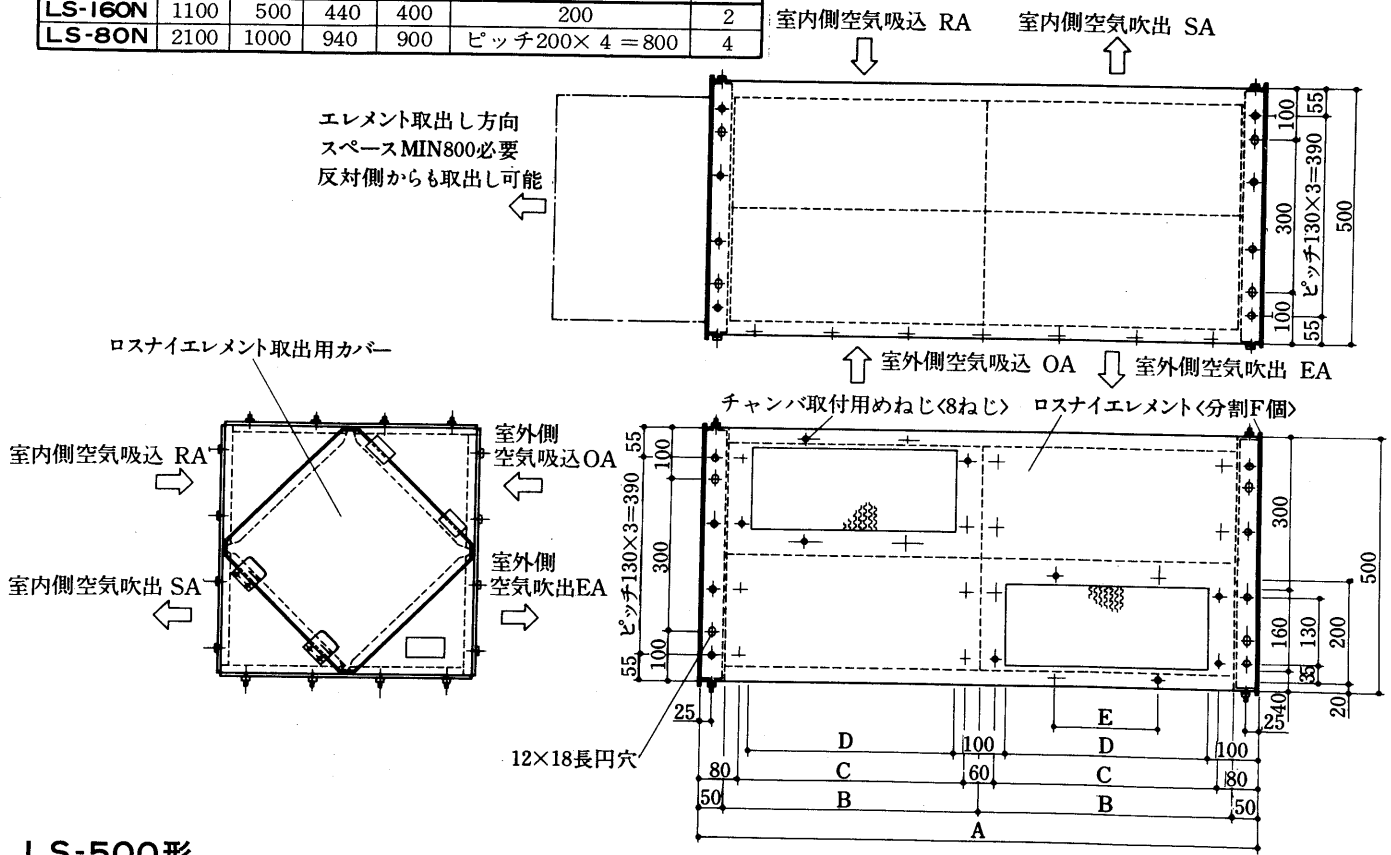 LS-160N 1100 500 440 400 200 2
LS-80N 2100 1000 940 900 ピッチ200×4=800 4
室内側空気吸込 RA
室内側空気吹出 SA
エレメント取出し方向
スペースMIN800必要
反対側からも取出し可能
100
55
300
ピッチ130×3=390
500
100
55
室外側空気吸込 OA
室外側空気吹出 EA
ロスナイエレメント取出用カバー
チャンバ取付用めねじ〈8ねじ〉
ロスナイエレメント〈分割F個〉
室内側空気吸込 RA
室外側
空気吸込OA
室内側空気吹出 SA
室外側
空気吹出EA
55
100
ピッチ130×3=390
300
55
100
300
500
160
130
200
35
40
20
25
25
12×18長円穴
E
D
100
D
100
80
C
60
C
80
50
B
B
50
A
LS-500形